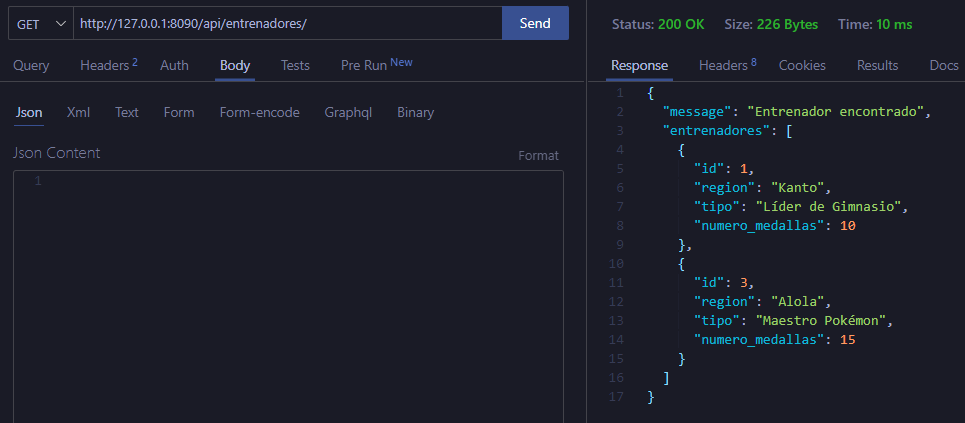 GET http://127.0.0.1:8090/api/entrenadores/ Send
Query Headers 2 Auth Body Tests Pre Run New
Json Xml Text Form Form-encode Graphql Binary
Json Content Format
1
Status: 200 OK Size: 226 Bytes Time: 10 ms
Response Headers 8 Cookies Results Docs
1 {
2 "message": "Entrenador encontrado",
3 "entrenadores": [
4 {
5 "id": 1,
6 "region": "Kanto",
7 "tipo": "Líder de Gimnasio",
8 "numero_medallas": 10
9 },
10 {
11 "id": 3,
12 "region": "Alola",
13 "tipo": "Maestro Pokémon",
14 "numero_medallas": 15
15 }
16 ]
17 }